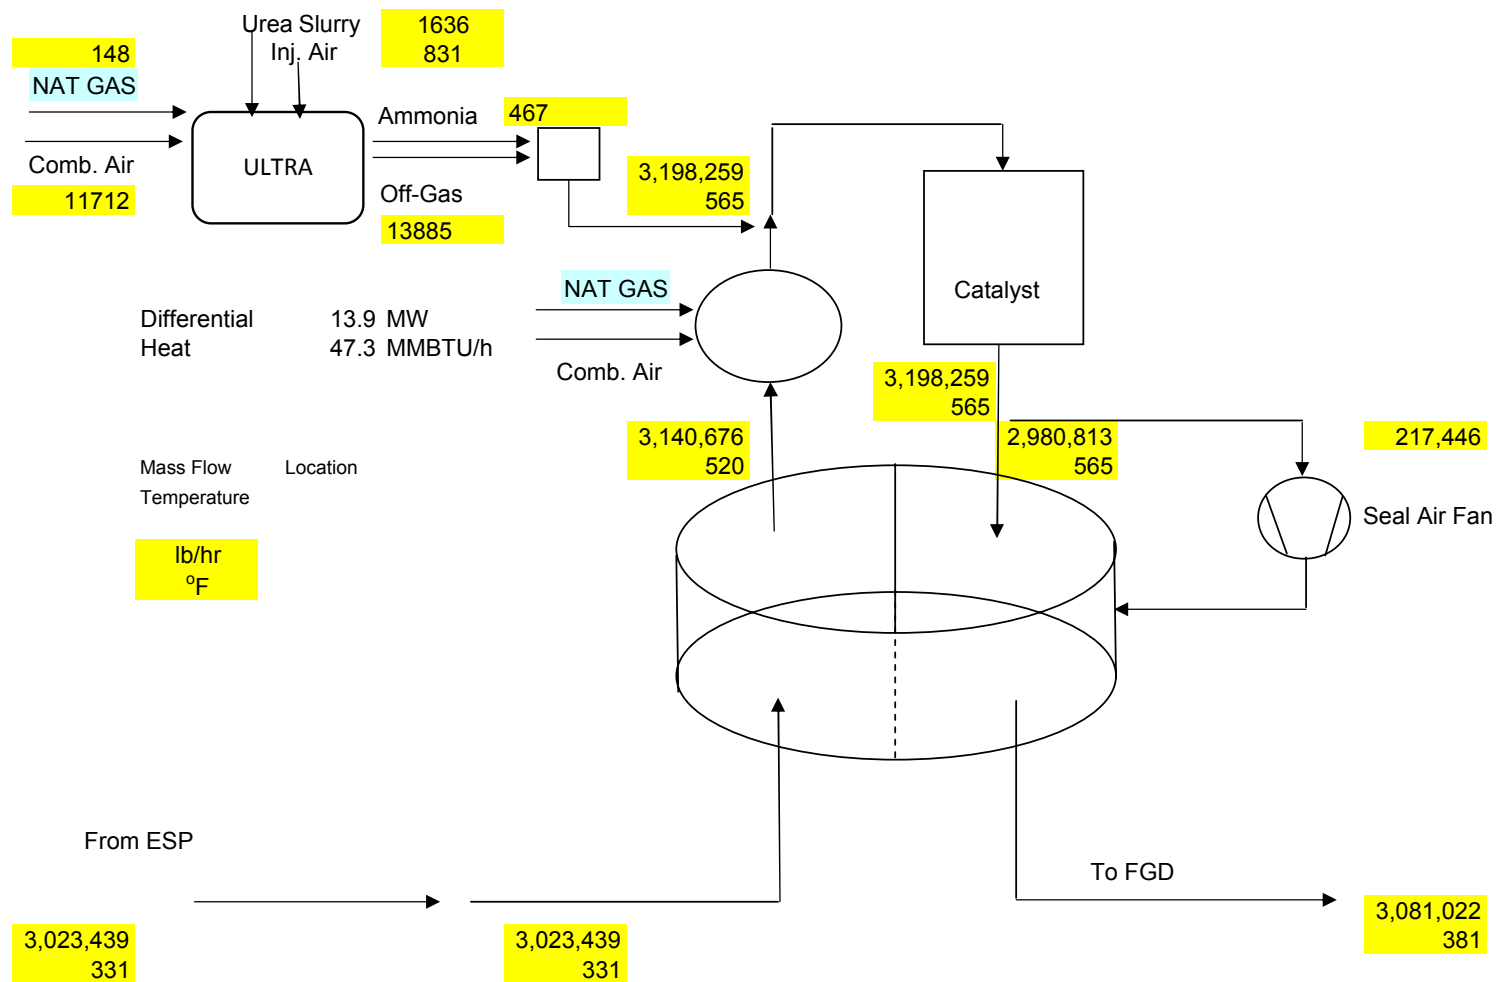 Urea Slurry 1636
Inj. Air 831
148
NAT GAS
Comb. Air
11712
ULTRA
Ammonia 467
Off-Gas
13885
3,198,259
565
NAT GAS
Comb. Air
Catalyst
Differential 13.9 MW
Heat 47.3 MMBTU/h
3,198,259
565
3,140,676
520
2,980,813
565
217,446
Seal Air Fan
Mass Flow Location
Temperature
lb/hr
°F
From ESP
To FGD
3,023,439
331
3,023,439
331
3,081,022
381